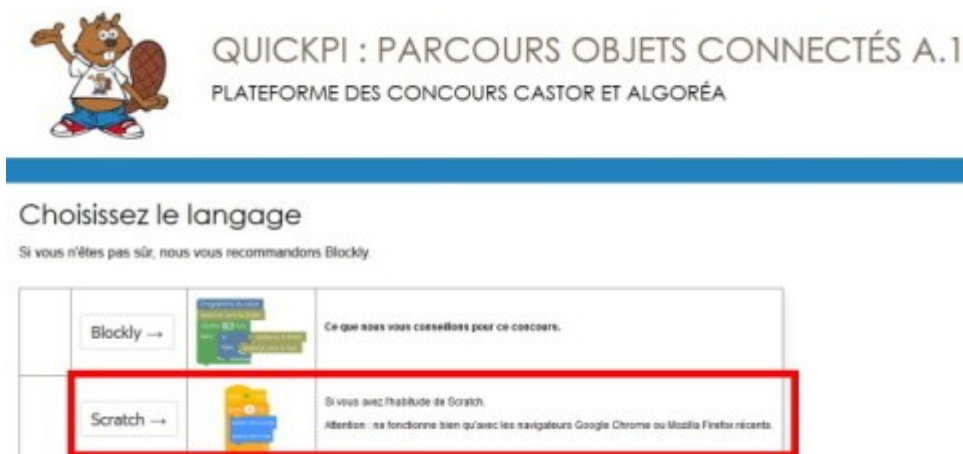 QUICKPI : PARCOURS OBJETS CONNECTÉS A.1
PLATEFORME DES CONCOURS CASTOR ET ALGORÉA
Choisissez le langage
Si vous n'êtes pas sûr, nous vous recommandons Blockly.
Blockly →
Ce que nous vous conseillons pour ce concours.
Scratch →
Si vous avez l'habitude de Scratch.
Attention : ne fonctionne bien qu'avec les navigateurs Google Chrome ou Mozilla Firefox récents.